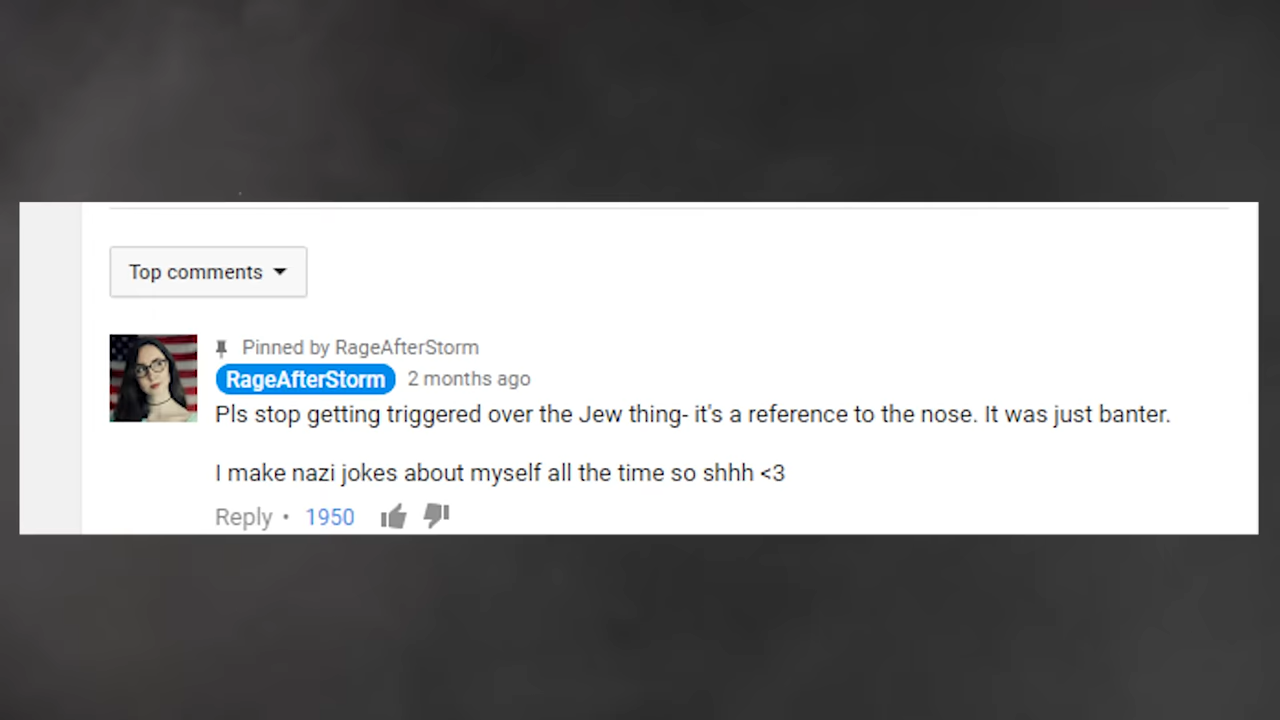 Top comments
Pinned by RageAfterStorm
RageAfterStorm 2 months ago
Pls stop getting triggered over the Jew thing- it's a reference to the nose. It was just banter.
I make nazi jokes about myself all the time so shhh <3
Reply • 1950